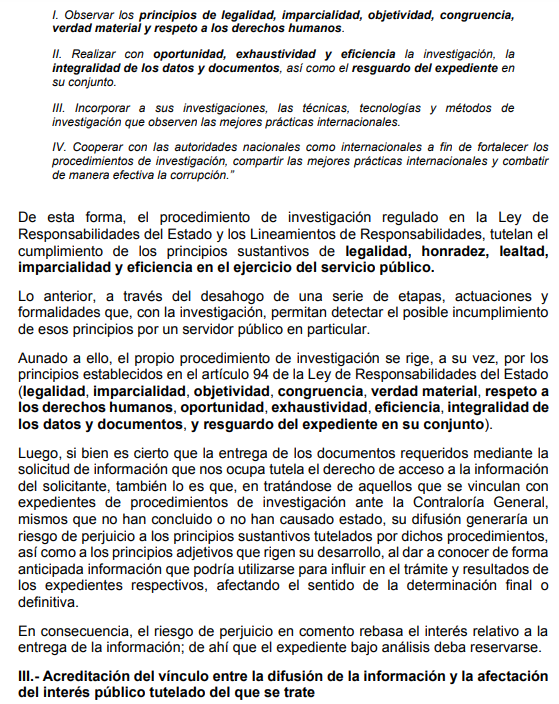 I. Observar los principios de legalidad, imparcialidad, objetividad, congruencia,
verdad material y respeto a los derechos humanos.
II. Realizar con oportunidad, exhaustividad y eficiencia la investigación, la
integralidad de los datos y documentos, así como el resguardo del expediente en
su conjunto.
III. Incorporar a sus investigaciones, las técnicas, tecnologías y métodos de
investigación que observen las mejores prácticas internacionales.
IV. Cooperar con las autoridades nacionales como internacionales a fin de fortalecer los
procedimientos de investigación, compartir las mejores prácticas internacionales y combatir
de manera efectiva la corrupción.”
De esta forma, el procedimiento de investigación regulado en la Ley de
Responsabilidades del Estado y los Lineamientos de Responsabilidades, tutelan el
cumplimiento de los principios sustantivos de legalidad, honradez, lealtad,
imparcialidad y eficiencia en el ejercicio del servicio público.
Lo anterior, a través del desahogo de una serie de etapas, actuaciones y
formalidades que, con la investigación, permitan detectar el posible incumplimiento
de esos principios por un servidor público en particular.
Aunado a ello, el propio procedimiento de investigación se rige, a su vez, por los
principios establecidos en el artículo 94 de la Ley de Responsabilidades del Estado
(legalidad, imparcialidad, objetividad, congruencia, verdad material, respeto a
los derechos humanos, oportunidad, exhaustividad, eficiencia, integralidad de
los datos y documentos, y resguardo del expediente en su conjunto).
Luego, si bien es cierto que la entrega de los documentos requeridos mediante la
solicitud de información que nos ocupa tutela el derecho de acceso a la información
del solicitante, también lo es que, en tratándose de aquellos que se vinculan con
expedientes de procedimientos de investigación ante la Contraloría General,
mismos que no han concluido o no han causado estado, su difusión generaría un
riesgo de perjuicio a los principios sustantivos tutelados por dichos procedimientos,
así como a los principios adjetivos que rigen su desarrollo, al dar a conocer de forma
anticipada información que podría utilizarse para influir en el trámite y resultados de
los expedientes respectivos, afectando el sentido de la determinación final o
definitiva.
En consecuencia, el riesgo de perjuicio en comento rebasa el interés relativo a la
entrega de la información; de ahí que el expediente bajo análisis deba reservarse.
III.- Acreditación del vínculo entre la difusión de la información y la afectación
del interés público tutelado del que se trate